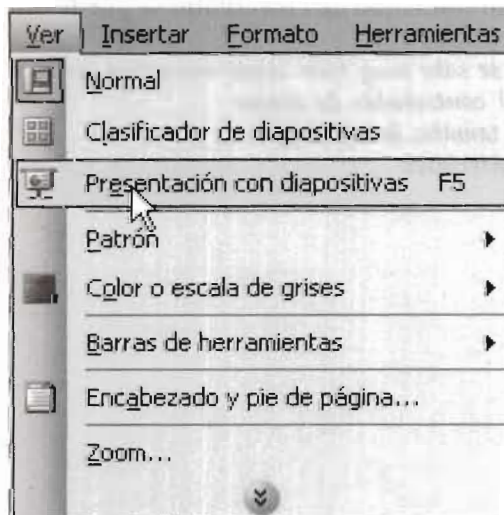 Ver Insertar Formato Herramientas
Normal
Clasificador de diapositivas
Presentación con diapositivas F5
Patrón
Color o escala de grises
Barras de herramientas
Encabezado y pie de página...
Zoom...